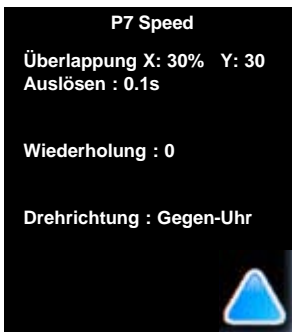 P7 Speed
Überlappung X: 30% Y: 30
Auslösen : 0.1s
Wiederholung : 0
Drehrichtung : Gegen-Uhr